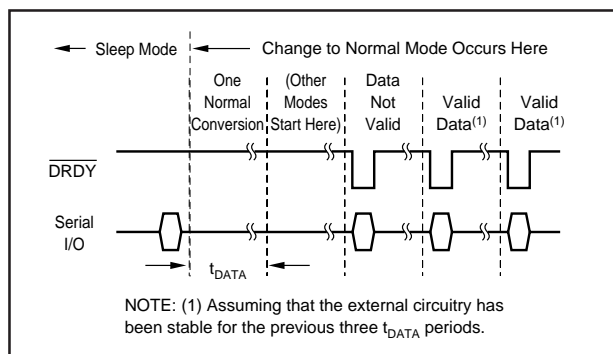 Sleep Mode
Change to Normal Mode Occurs Here
One
Normal
Conversion
(Other
Modes
Start Here)
Data
Not
Valid
Valid
Data(1)
Valid
Data(1)
DRDY
Serial
I/O
tDATA
NOTE: (1) Assuming that the external circuitry has
been stable for the previous three tDATA periods.